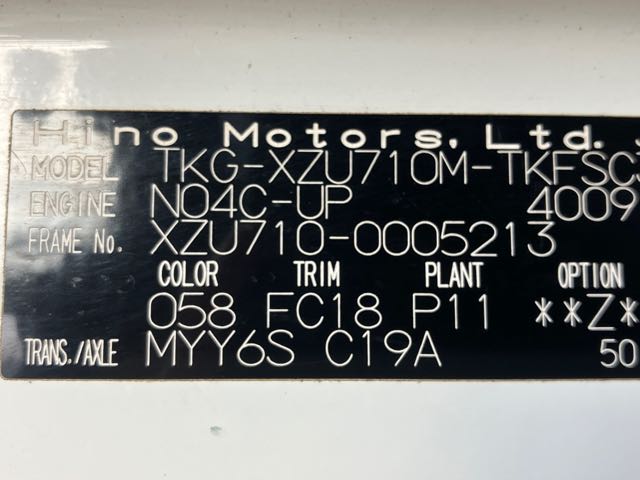 Hino Motors, Ltd.
MODEL TKG-XZU710M-TKFSC
ENGINE N04C-UP 4009
FRAME No. XZU710-0005213
COLOR TRIM PLANT OPTION
058 FC18 P11 **Z*
TRANS./AXLE MYY6S C19A 50